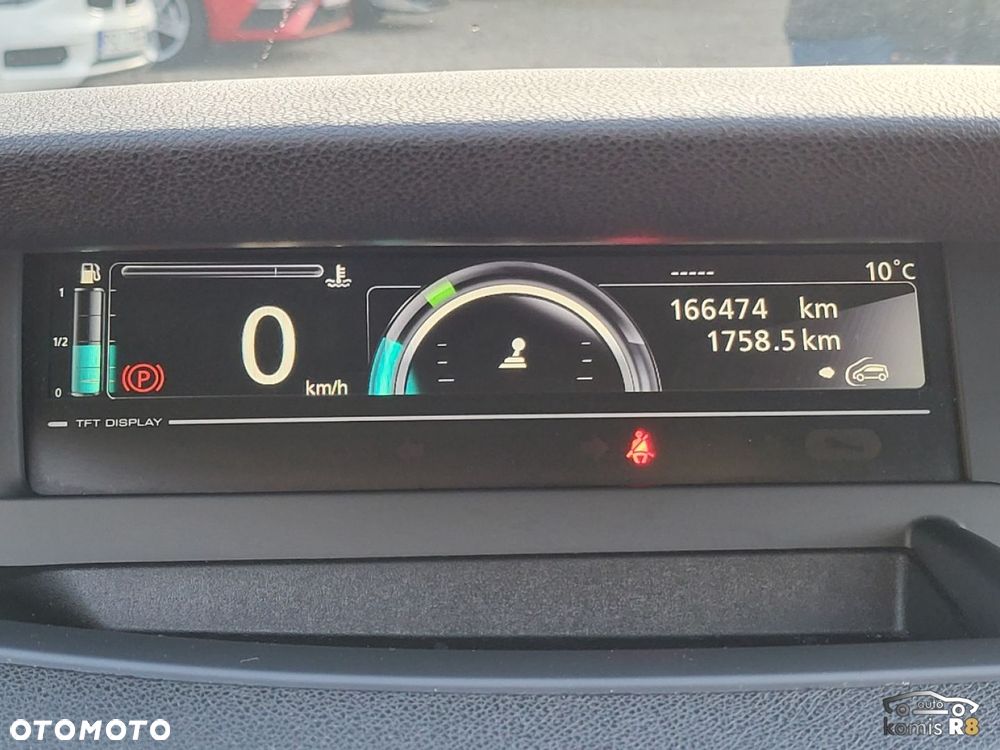 10°C
-----
166474 km
1758.5 km
1
1/2
0
P
0 km/h
TFT DISPLAY
OTOMOTO
auto
komis R8